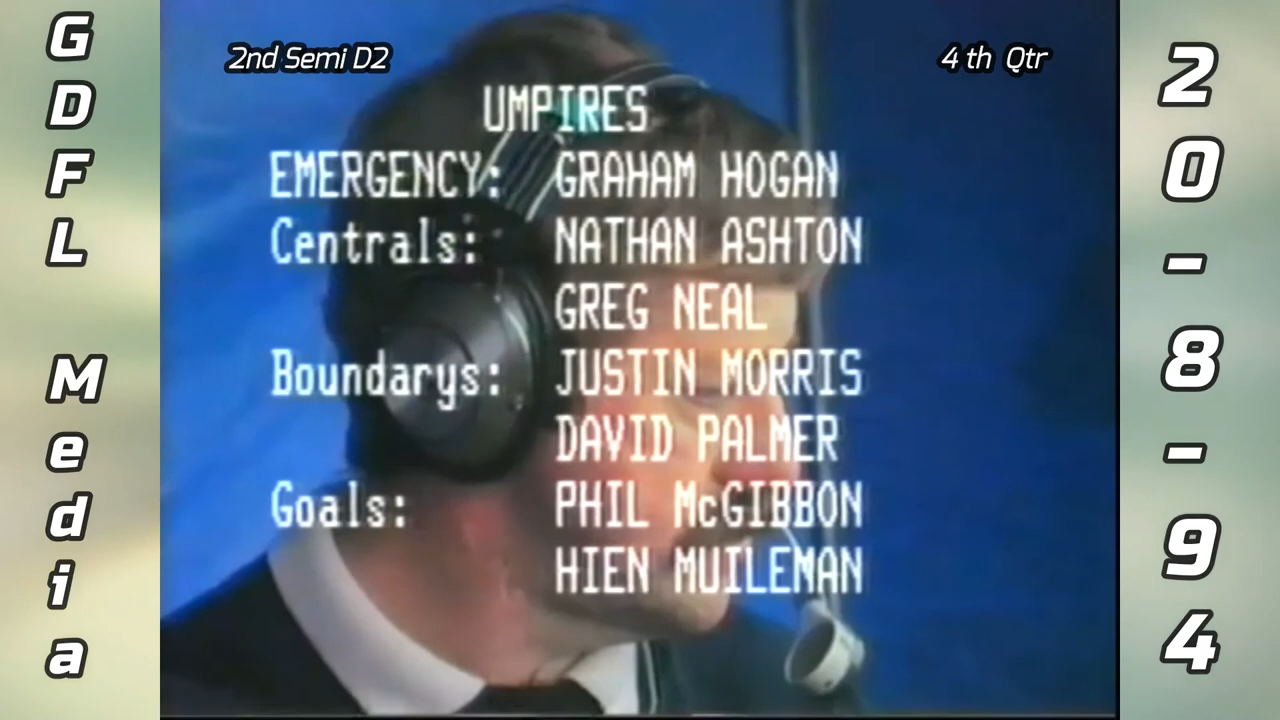 GDFL Media
2nd Semi D2
4 th Qtr
UMPIRES
EMERGENCY: GRAHAM HOGAN
Centrals: NATHAN ASHTON
GREG NEAL
Boundarys: JUSTIN MORRIS
DAVID PALMER
Goals: PHIL McGIBBON
HIEN MUILEMAN
20-8-94